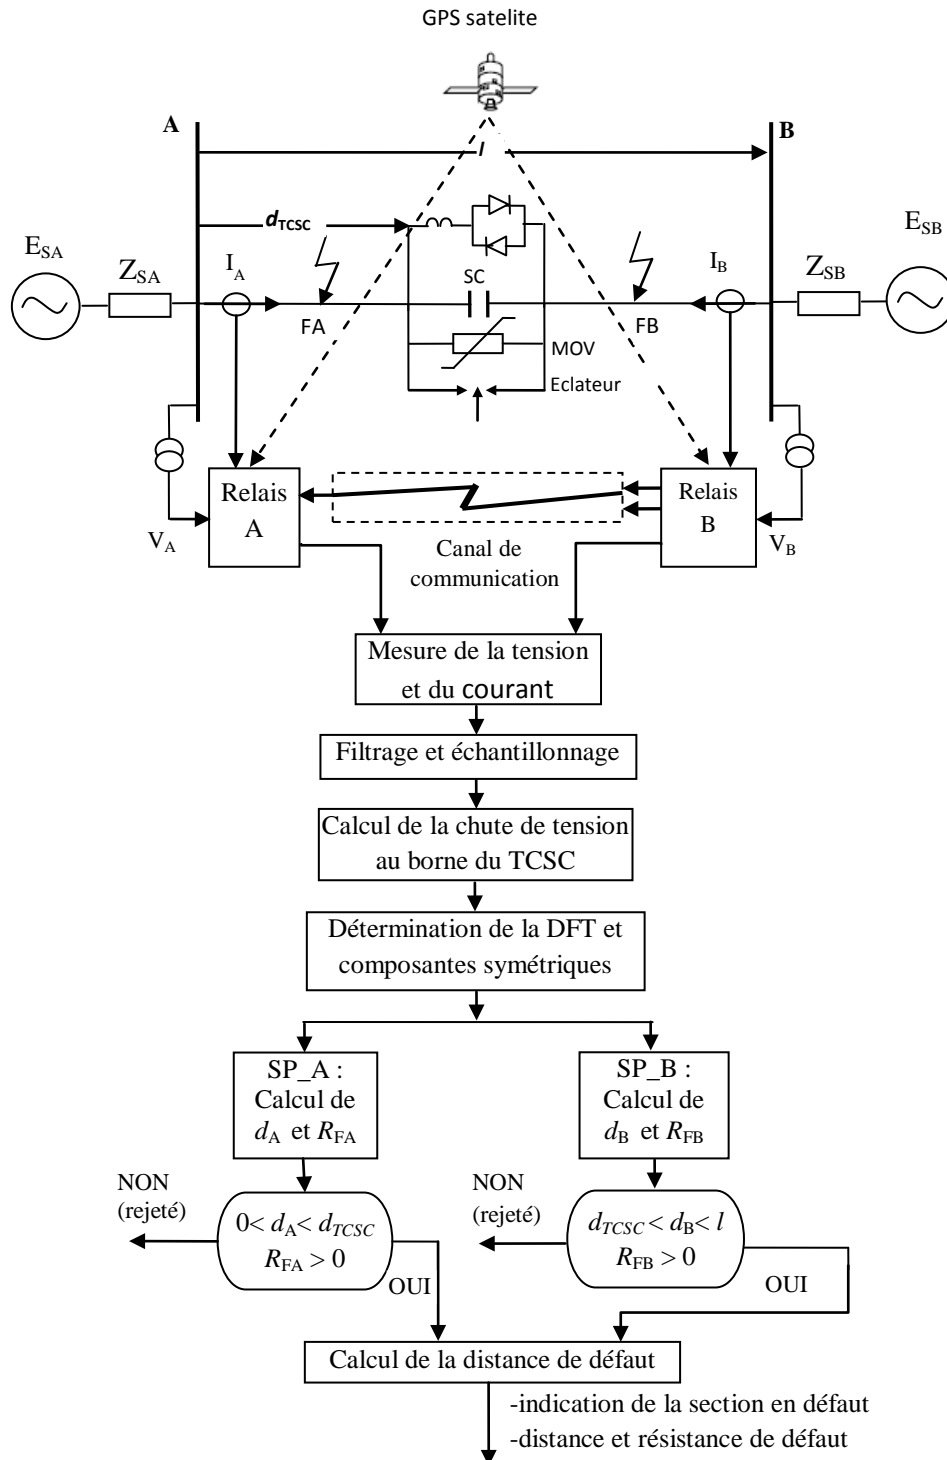 GPS satelite
A
B
l
d_TCSC
E_SA
Z_SA
I_A
SC
I_B
Z_SB
E_SB
FA
FB
MOV
Eclateur
Relais
A
Relais
B
V_A
V_B
Canal de
communication
Mesure de la tension
et du courant
Filtrage et échantillonnage
Calcul de la chute de tension
au borne du TCSC
Détermination de la DFT et
composantes symétriques
SP_A :
Calcul de
d_A et R_FA
SP_B :
Calcul de
d_B et R_FB
NON
(rejeté)
0< d_A< d_TCSC
R_FA > 0
OUI
NON
(rejeté)
d_TCSC < d_B< l
R_FB > 0
OUI
Calcul de la distance de défaut
-indication de la section en défaut
-distance et résistance de défaut